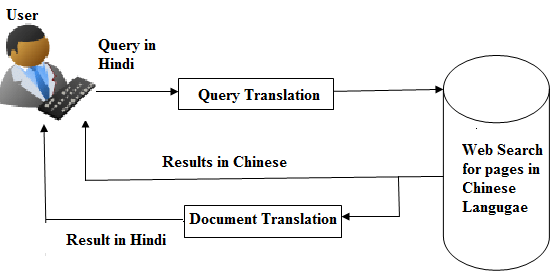 User
Query in
Hindi
Query Translation
Web Search
for pages in
Chinese
Langugae
Results in Chinese
Document Translation
Result in Hindi